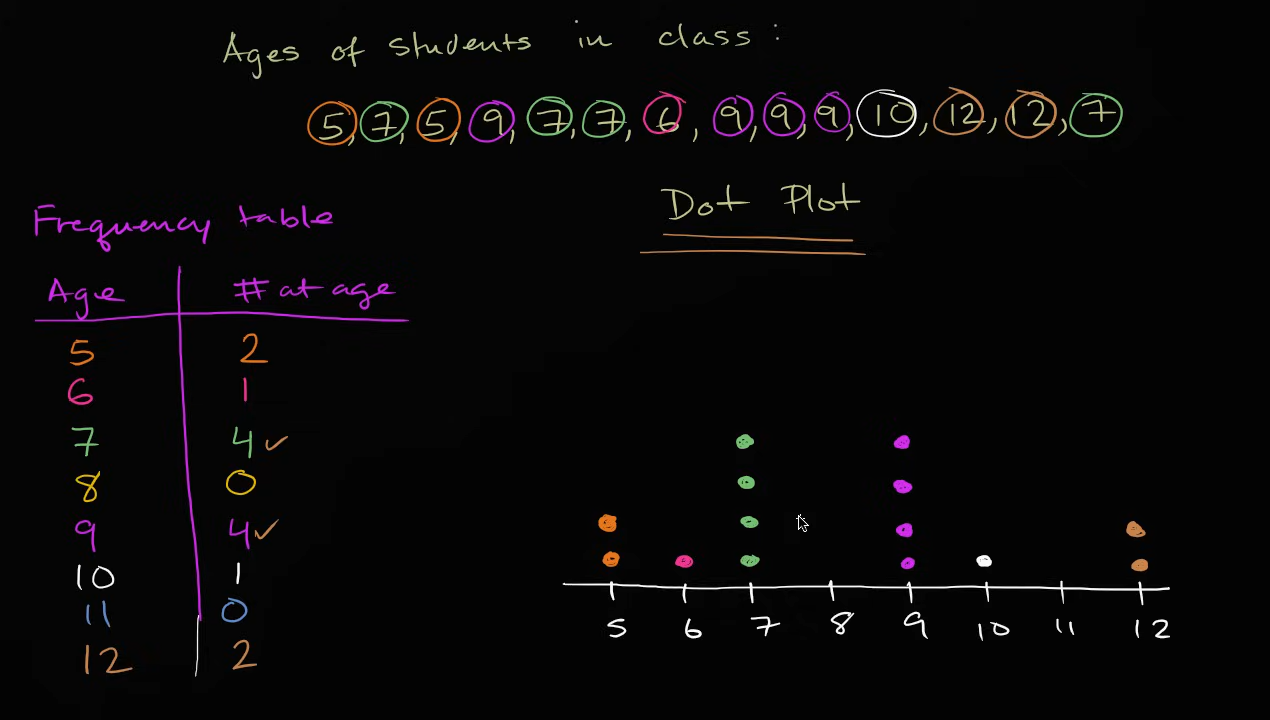 Ages of students in class :
5, 7, 5, 9, 7, 7, 6, 9, 9, 9, 10, 12, 12, 7
Dot Plot
Frequency table
Age # at age
5 2
6 1
7 4 ✓
8 0
9 4 ✓
10 1
11 0
12 2
5 6 7 8 9 10 11 12